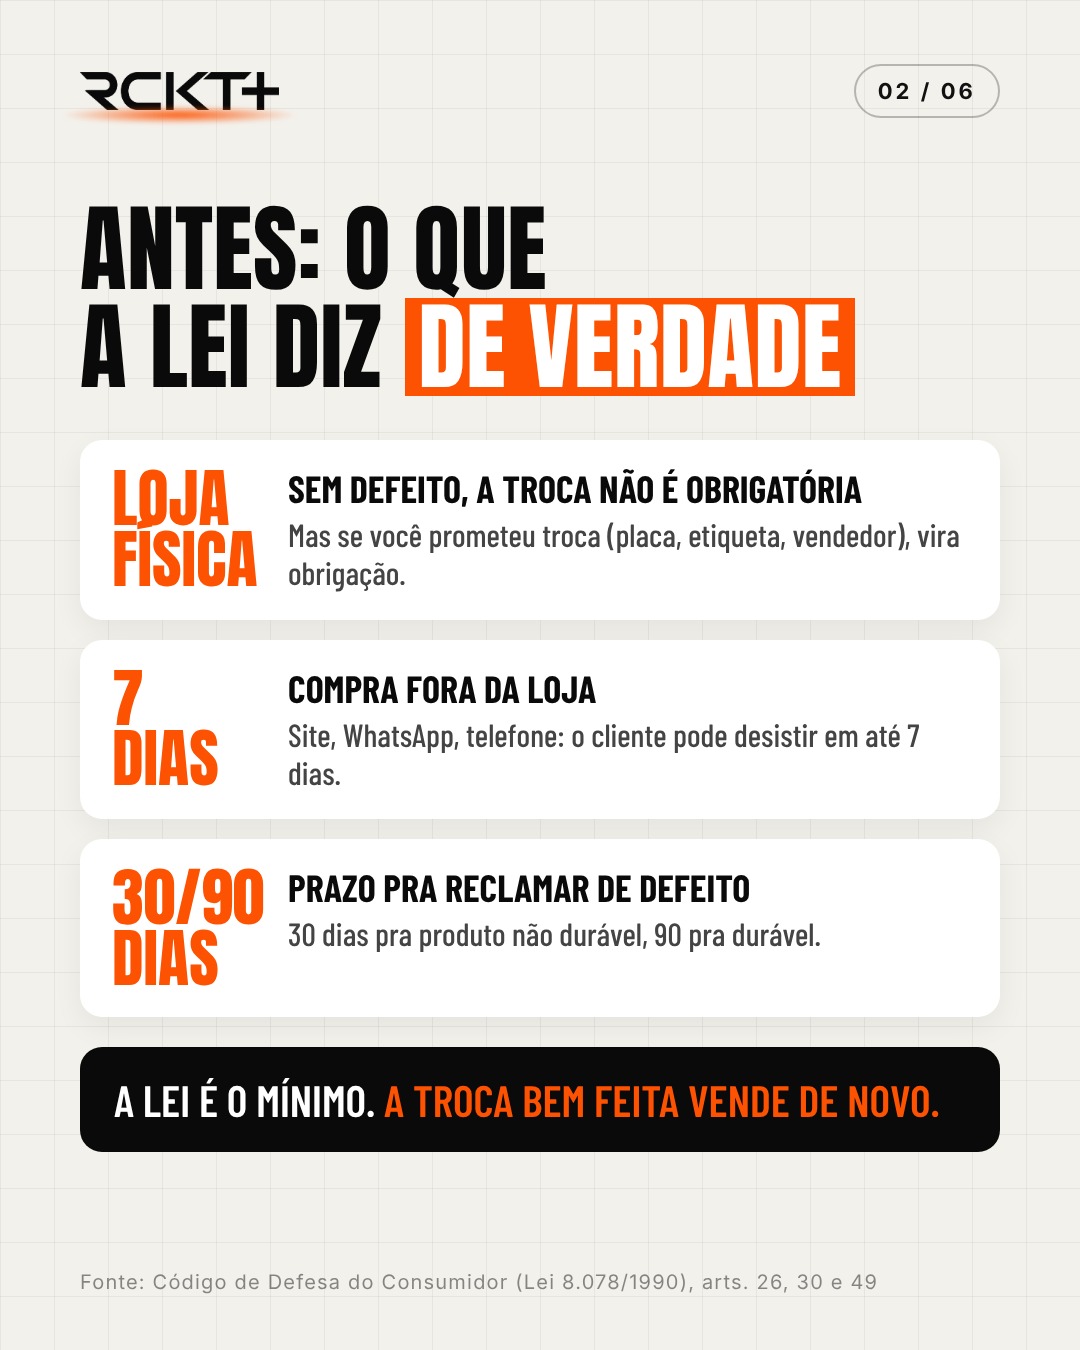 RCKT+
02 / 06
ANTES: O QUE
A LEI DIZ DE VERDADE
LOJA
FÍSICA
SEM DEFEITO, A TROCA NÃO É OBRIGATÓRIA
Mas se você prometeu troca (placa, etiqueta, vendedor), vira
obrigação.
7
DIAS
COMPRA FORA DA LOJA
Site, WhatsApp, telefone: o cliente pode desistir em até 7
dias.
30/90
DIAS
PRAZO PRA RECLAMAR DE DEFEITO
30 dias pra produto não durável, 90 pra durável.
A LEI É O MÍNIMO. A TROCA BEM FEITA VENDE DE NOVO.
Fonte: Código de Defesa do Consumidor (Lei 8.078/1990), arts. 26, 30 e 49